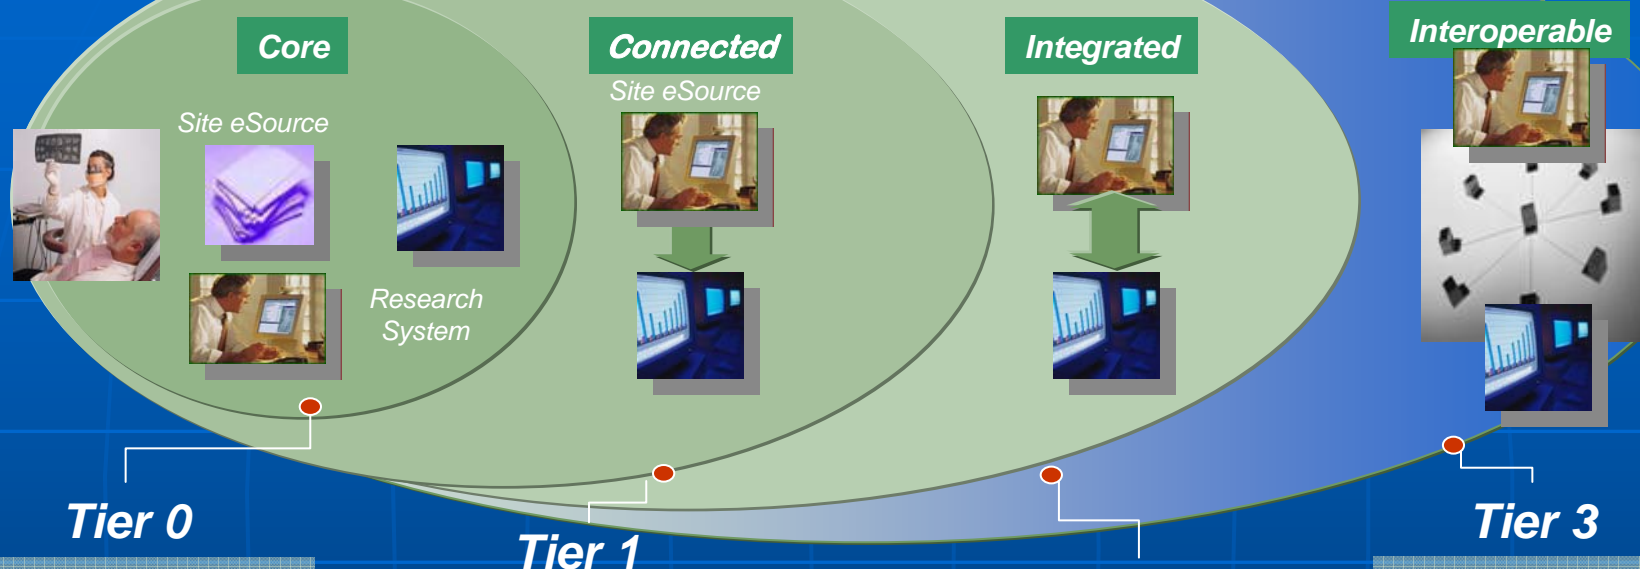 Core
Connected
Integrated
Interoperable
Site eSource
Site eSource
Research
System
Tier 0
Tier 1
Tier 3